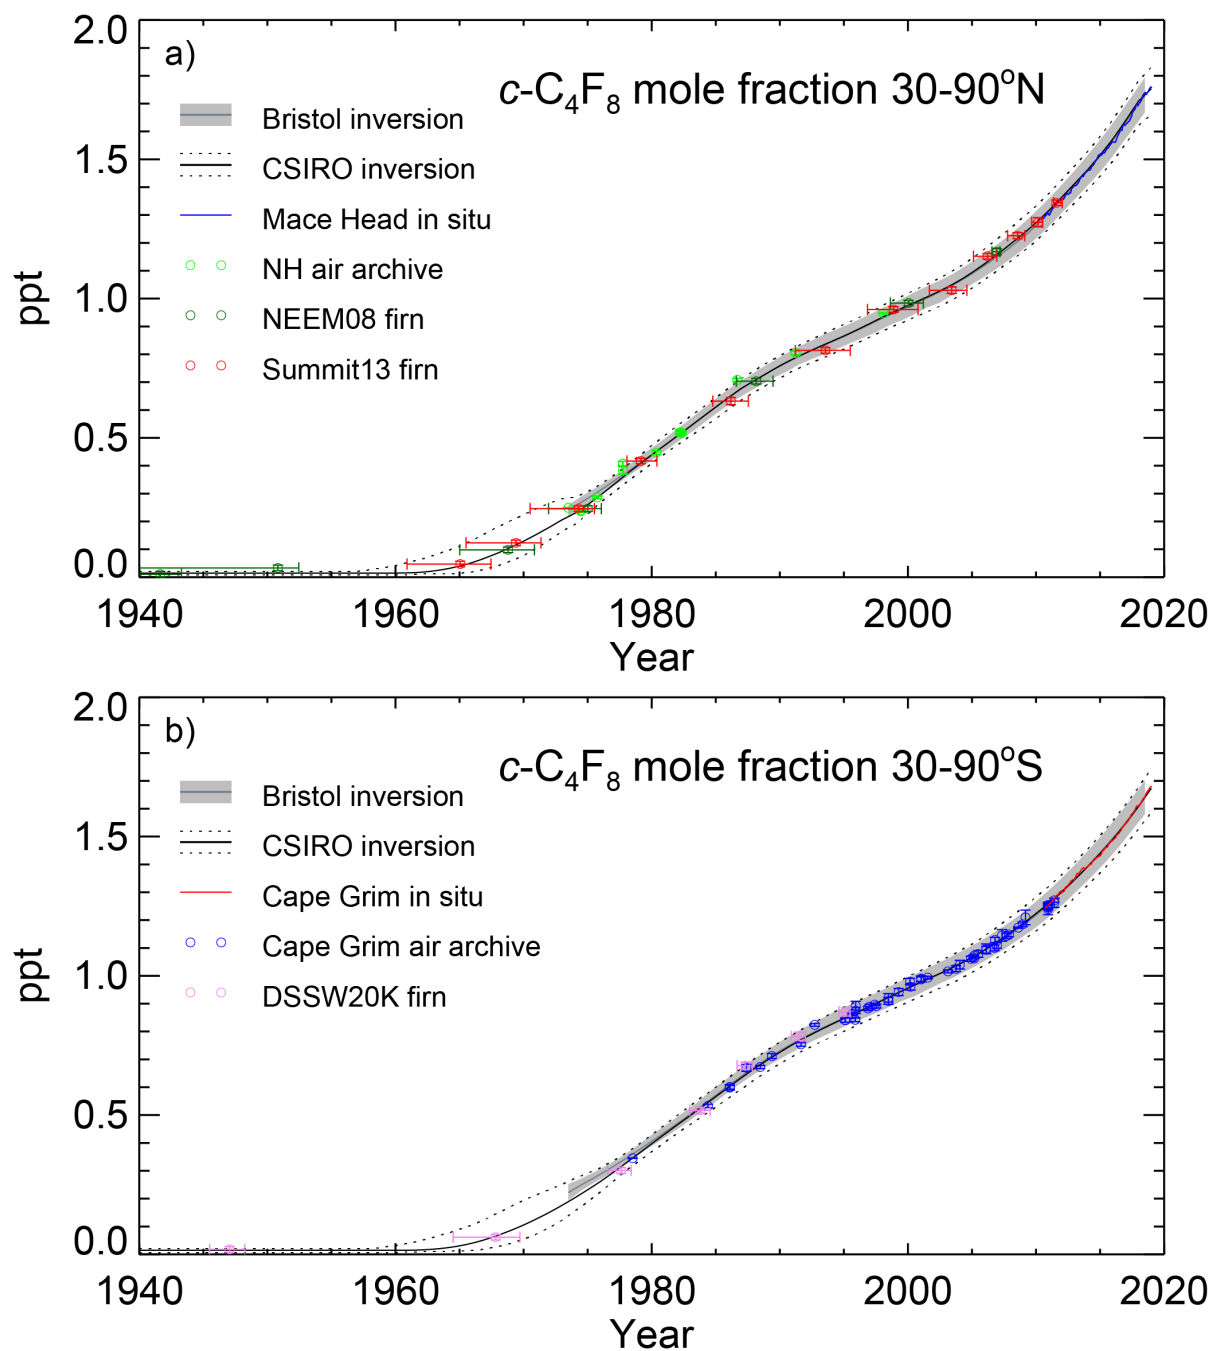 2.0
a)
c-C4F8 mole fraction 30-90oN
Bristol inversion
1.5
CSIRO inversion
Mace Head in situ
NH air archive
ppt
1.0
NEEM08 firn
Summit13 firn
0.5
0.0
1940 1960 1980 2000 2020
Year
2.0
b)
c-C4F8 mole fraction 30-90oS
Bristol inversion
1.5
CSIRO inversion
Cape Grim in situ
Cape Grim air archive
ppt
1.0
DSSW20K firn
0.5
0.0
1940 1960 1980 2000 2020
Year